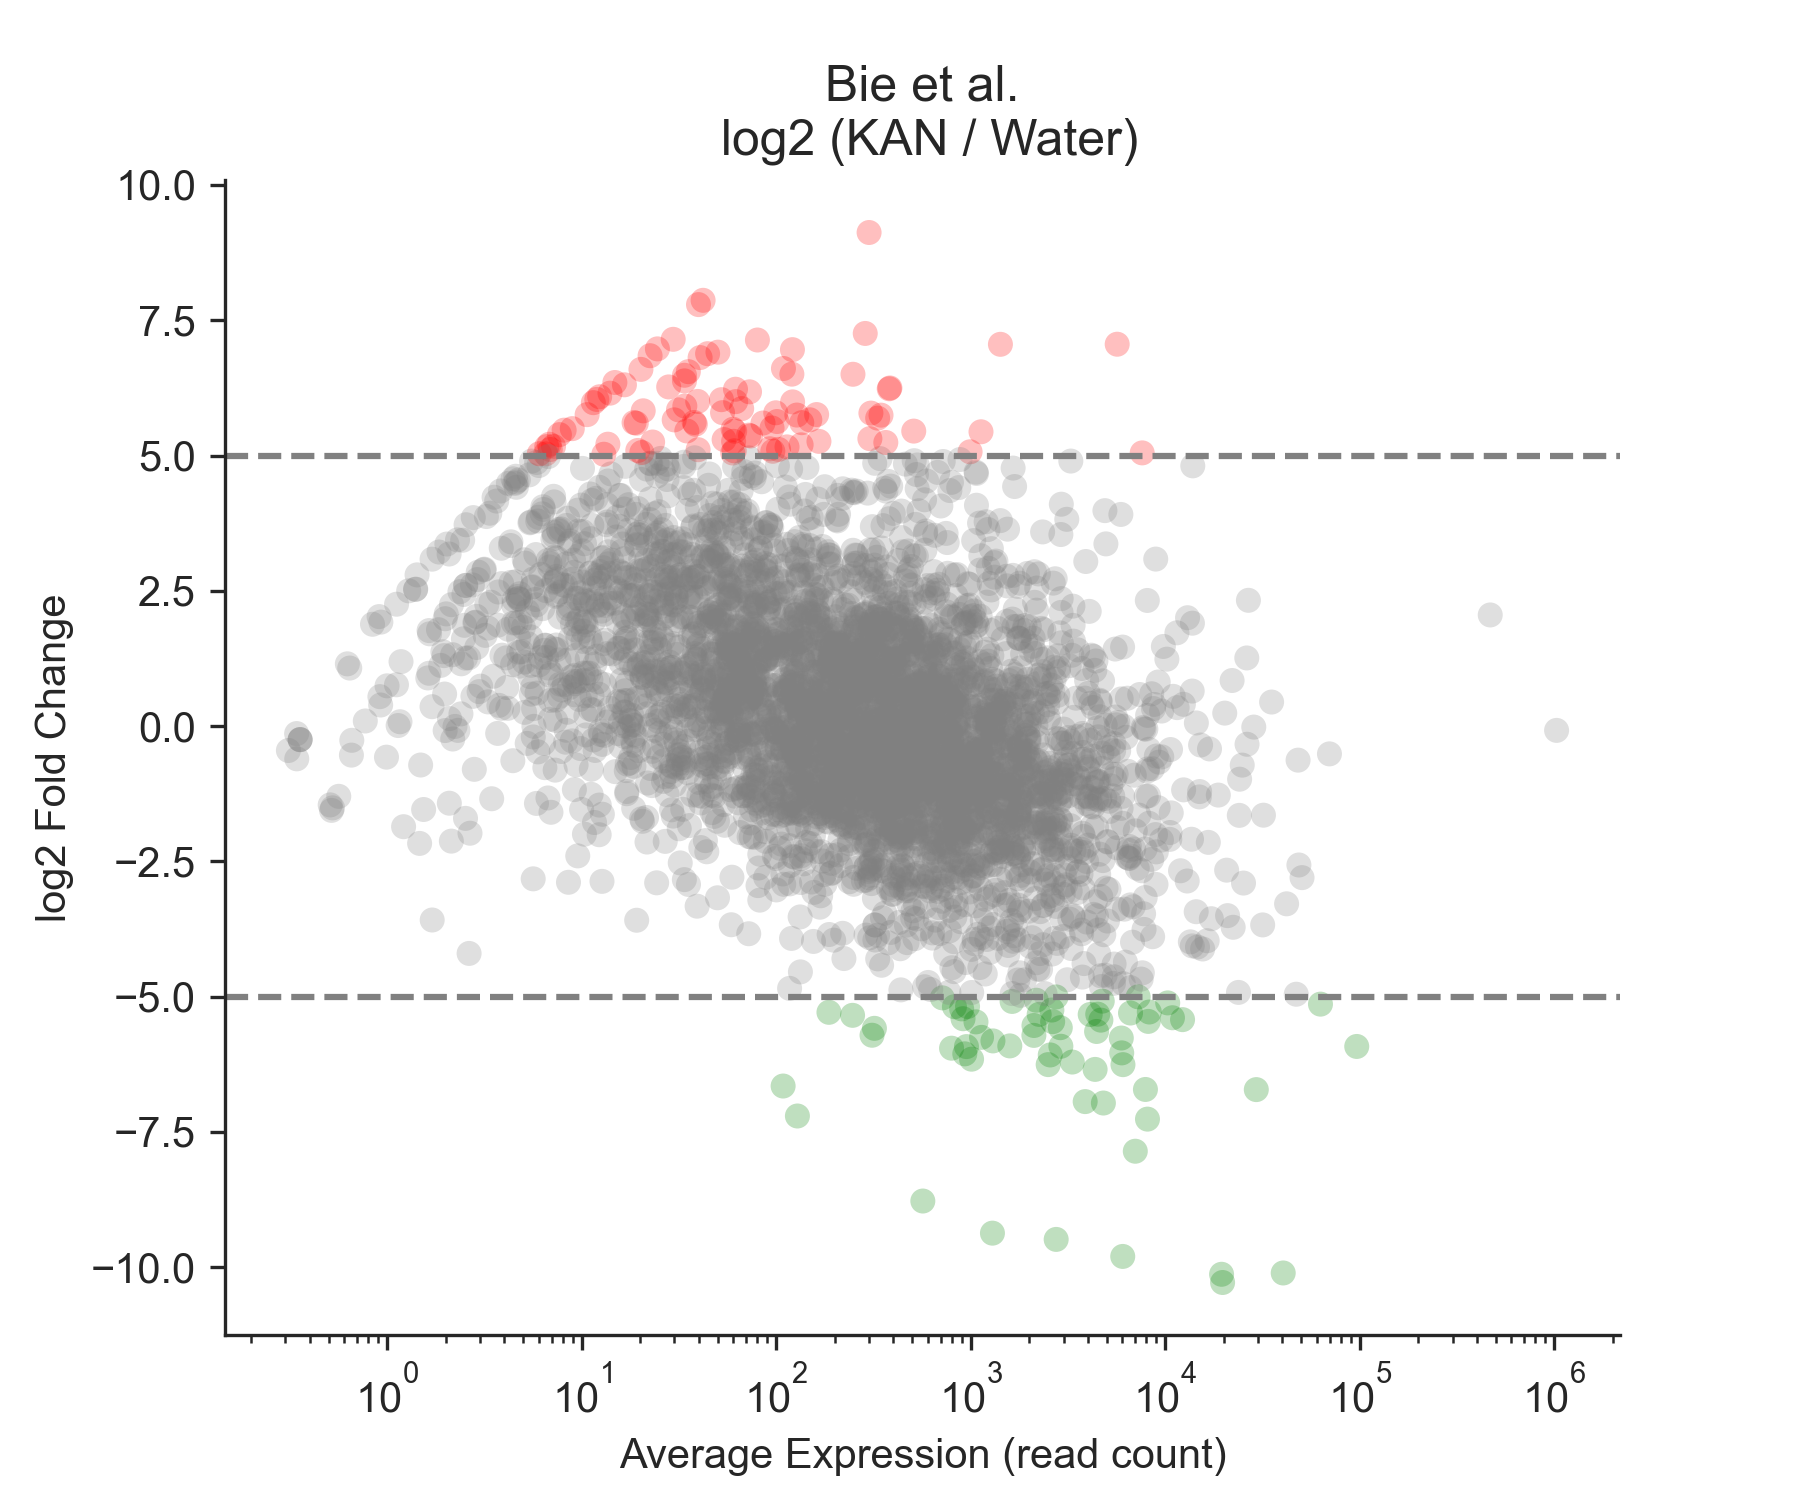 Bie et al.
log2 (KAN / Water)
10.0
7.5
5.0
2.5
0.0
−2.5
−5.0
−7.5
−10.0
log2 Fold Change
10^0 10^1 10^2 10^3 10^4 10^5 10^6
Average Expression (read count)